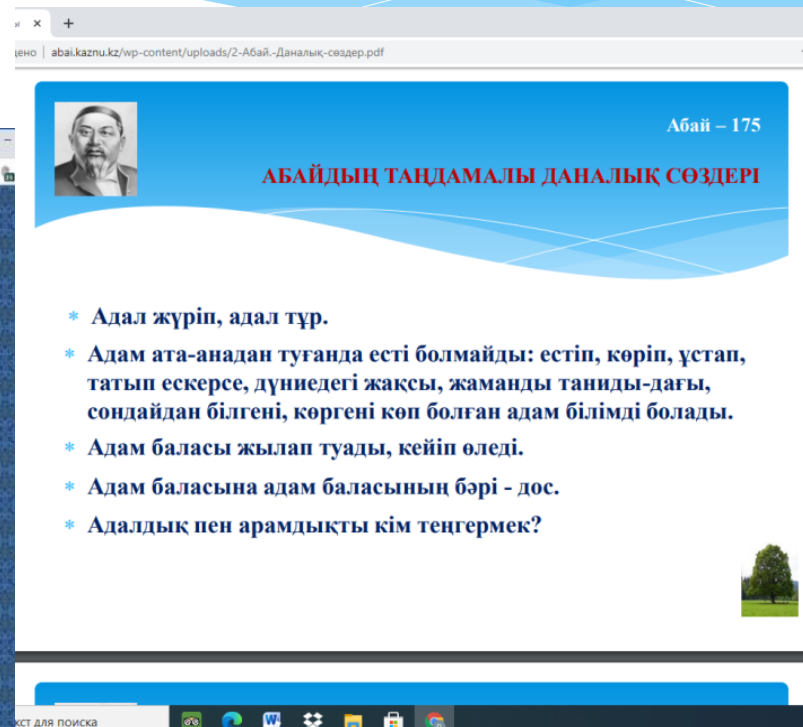 abai.kaznu.kz/wp-content/uploads/2-Абай.-Даналық-сөздер.pdf
Абай – 175
АБАЙДЫҢ ТАҢДАМАЛЫ ДАНАЛЫҚ СӨЗДЕРІ
* Адал жүріп, адал тұр.
* Адам ата-анадан туғанда есті болмайды: естіп, көріп, ұстап,
татып ескерсе, дүниедегі жақсы, жаманды таниды-дағы,
сондайдан білгені, көргені көп болған адам білімді болады.
* Адам баласы жылап туады, кейіп өледі.
* Адам баласына адам баласының бәрі - дос.
* Адалдық пен арамдықты кім теңгермек?
кст для поиска